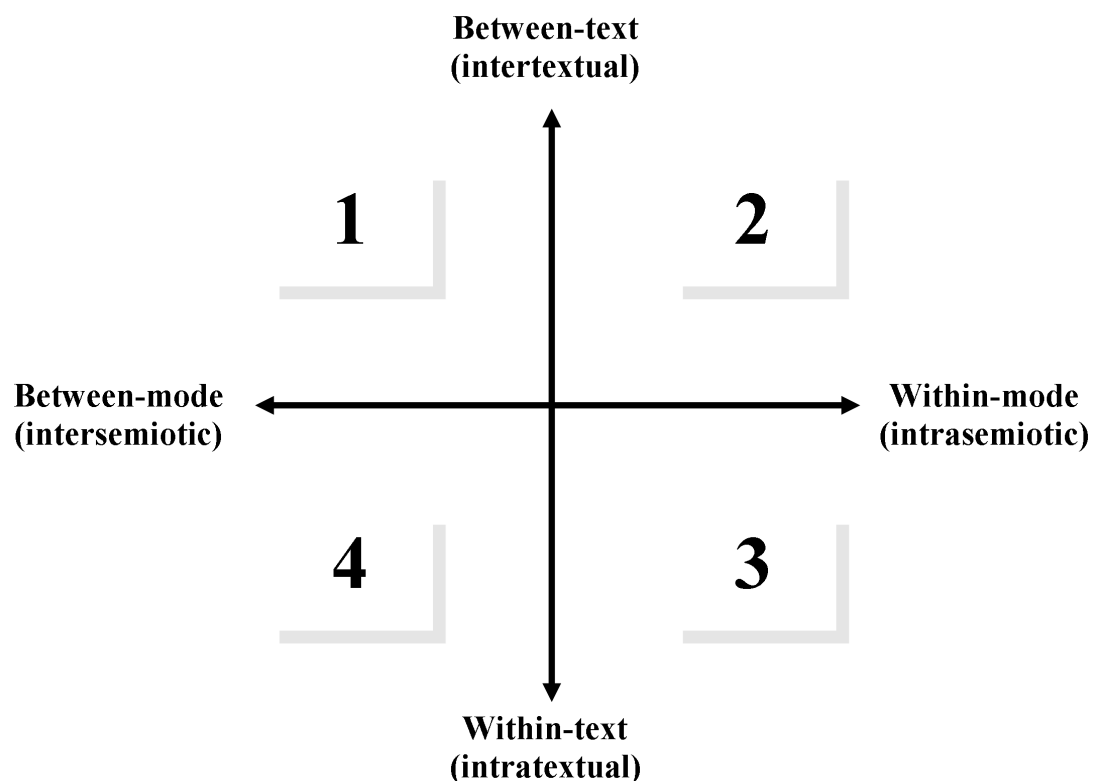 Between-text
(intertextual)
1
2
Between-mode
(intersemiotic)
Within-mode
(intrasemiotic)
4
3
Within-text
(intratextual)